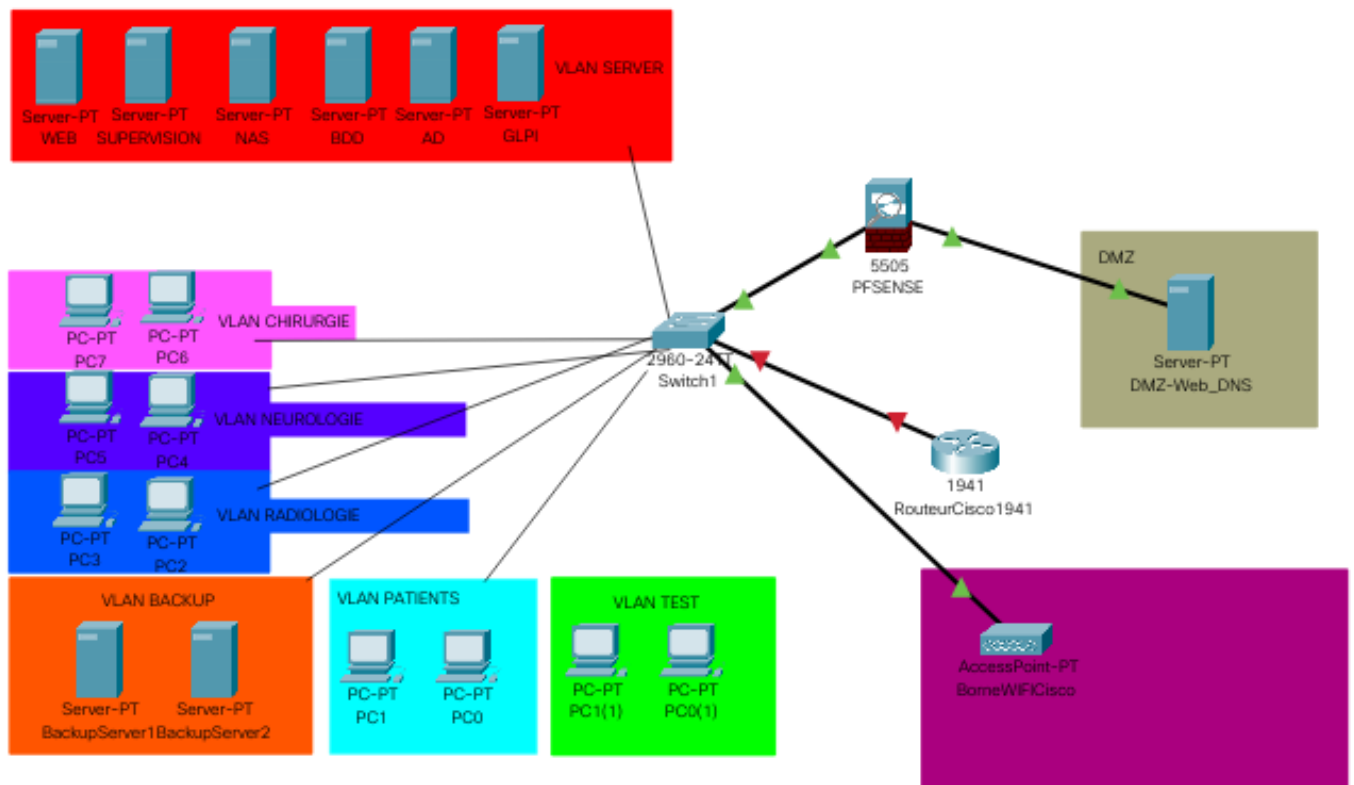 VLAN SERVER
Server-PT
WEB
Server-PT
SUPERVISION
Server-PT
NAS
Server-PT
BDD
Server-PT
AD
Server-PT
GLPI
5505
PFSENSE
DMZ
Server-PT
DMZ-Web_DNS
VLAN CHIRURGIE
PC-PT
PC7
PC-PT
PC6
2960-24TT
Switch1
VLAN NEUROLOGIE
PC-PT
PC5
PC-PT
PC4
1941
RouteurCisco1941
VLAN RADIOLOGIE
PC-PT
PC3
PC-PT
PC2
VLAN BACKUP
Server-PT
BackupServer1
Server-PT
BackupServer2
VLAN PATIENTS
PC-PT
PC1
PC-PT
PC0
VLAN TEST
PC-PT
PC1(1)
PC-PT
PC0(1)
AccessPoint-PT
BorneWIFICisco